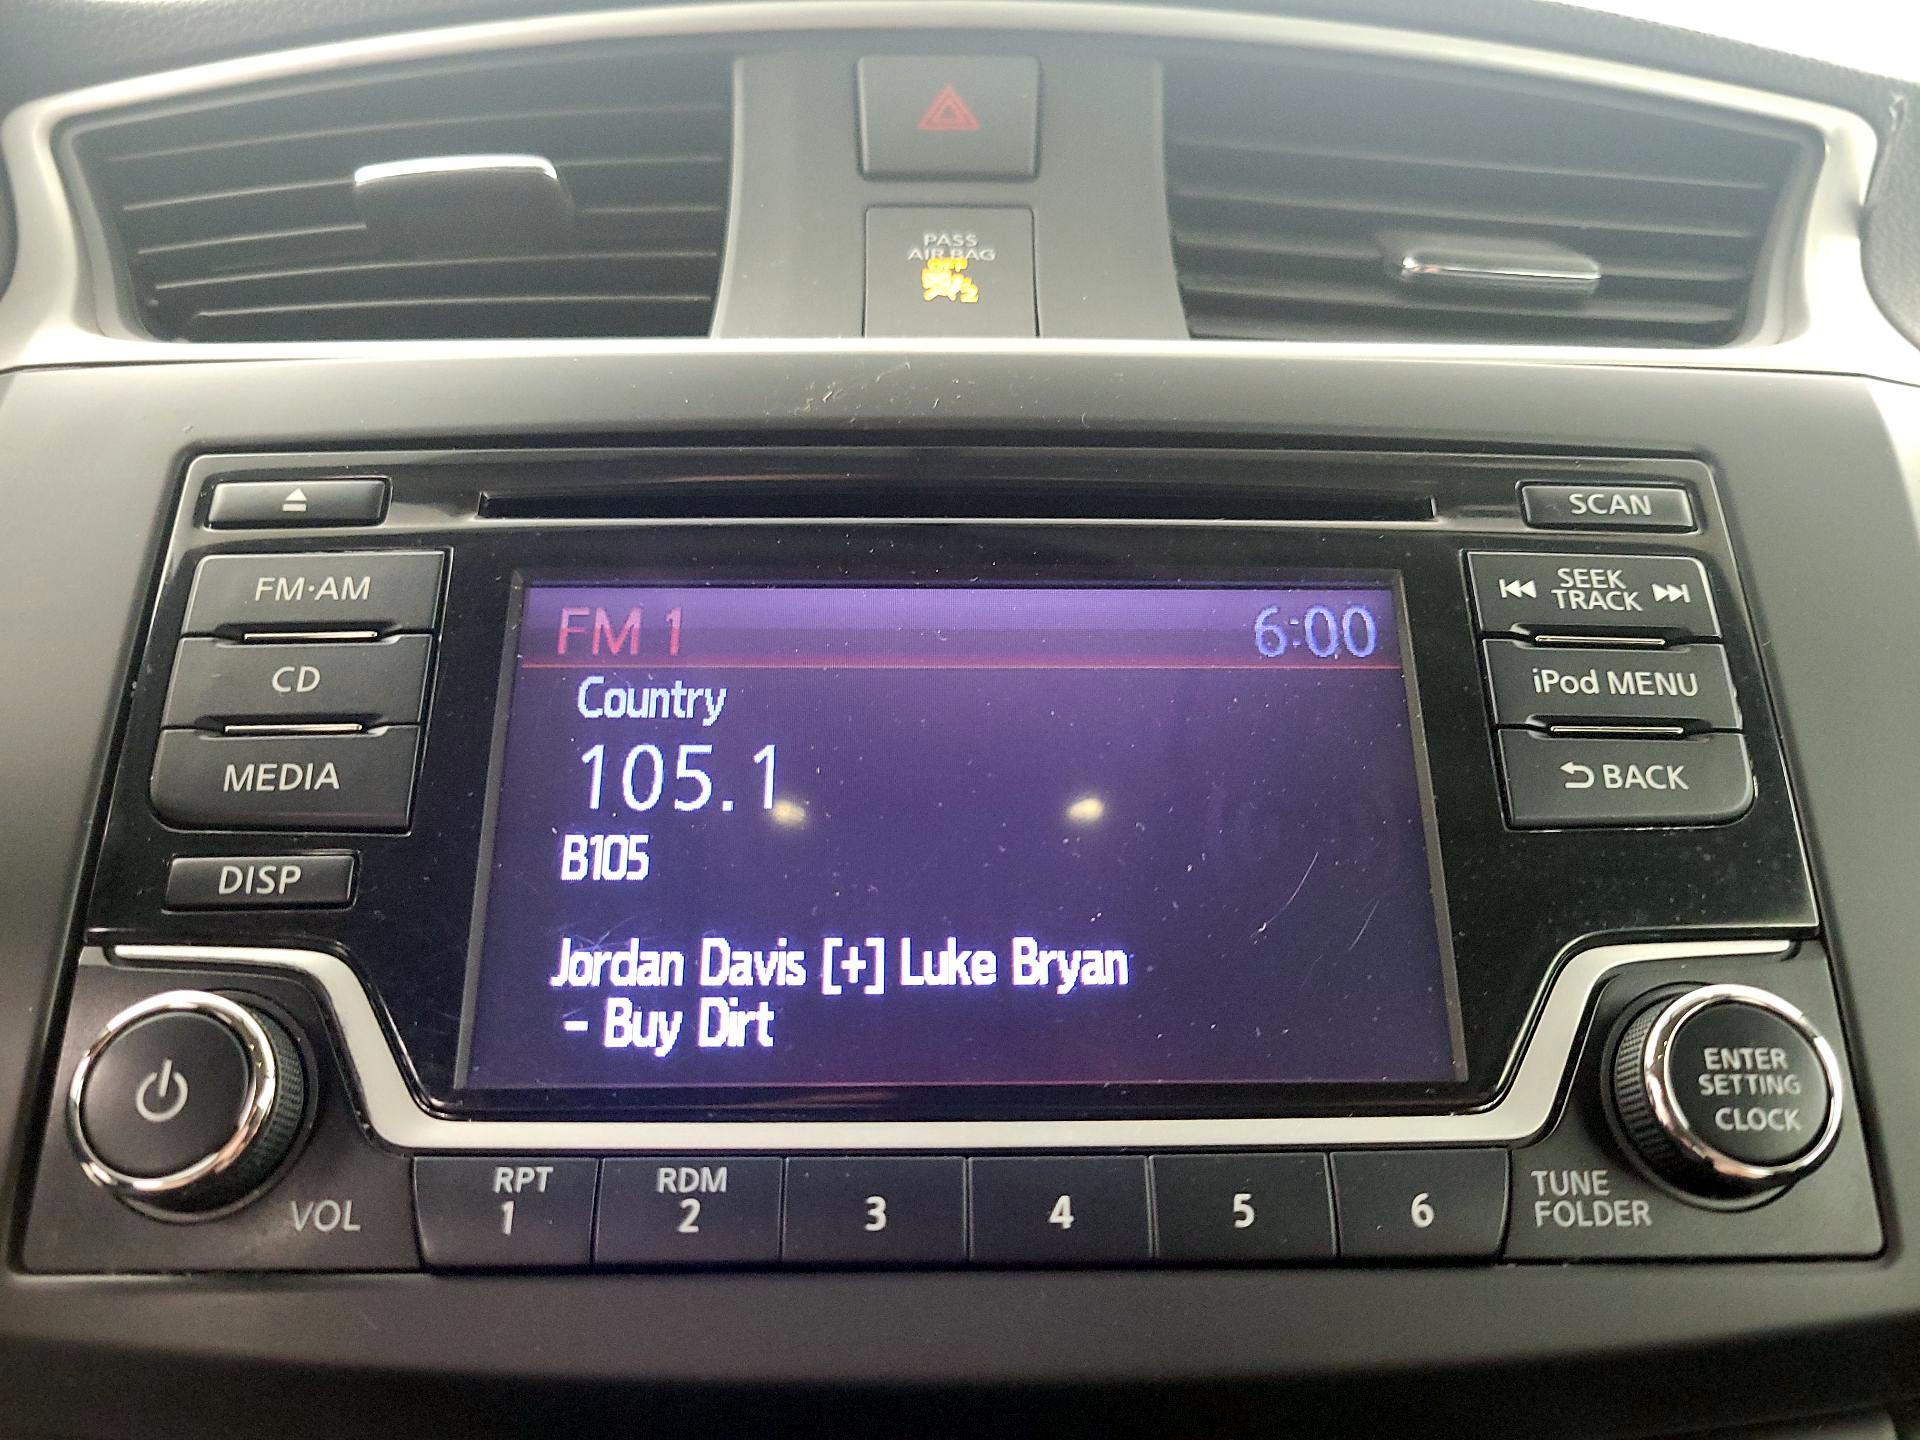 PASS
AIR BAG
OFF
SCAN
FM·AM
SEEK
TRACK
CD
iPod MENU
MEDIA
BACK
DISP
FM 1 6:00
Country
105.1
B105
Jordan Davis [+] Luke Bryan
- Buy Dirt
ENTER
SETTING
CLOCK
VOL
RPT
1
RDM
2
3
4
5
6
TUNE
FOLDER